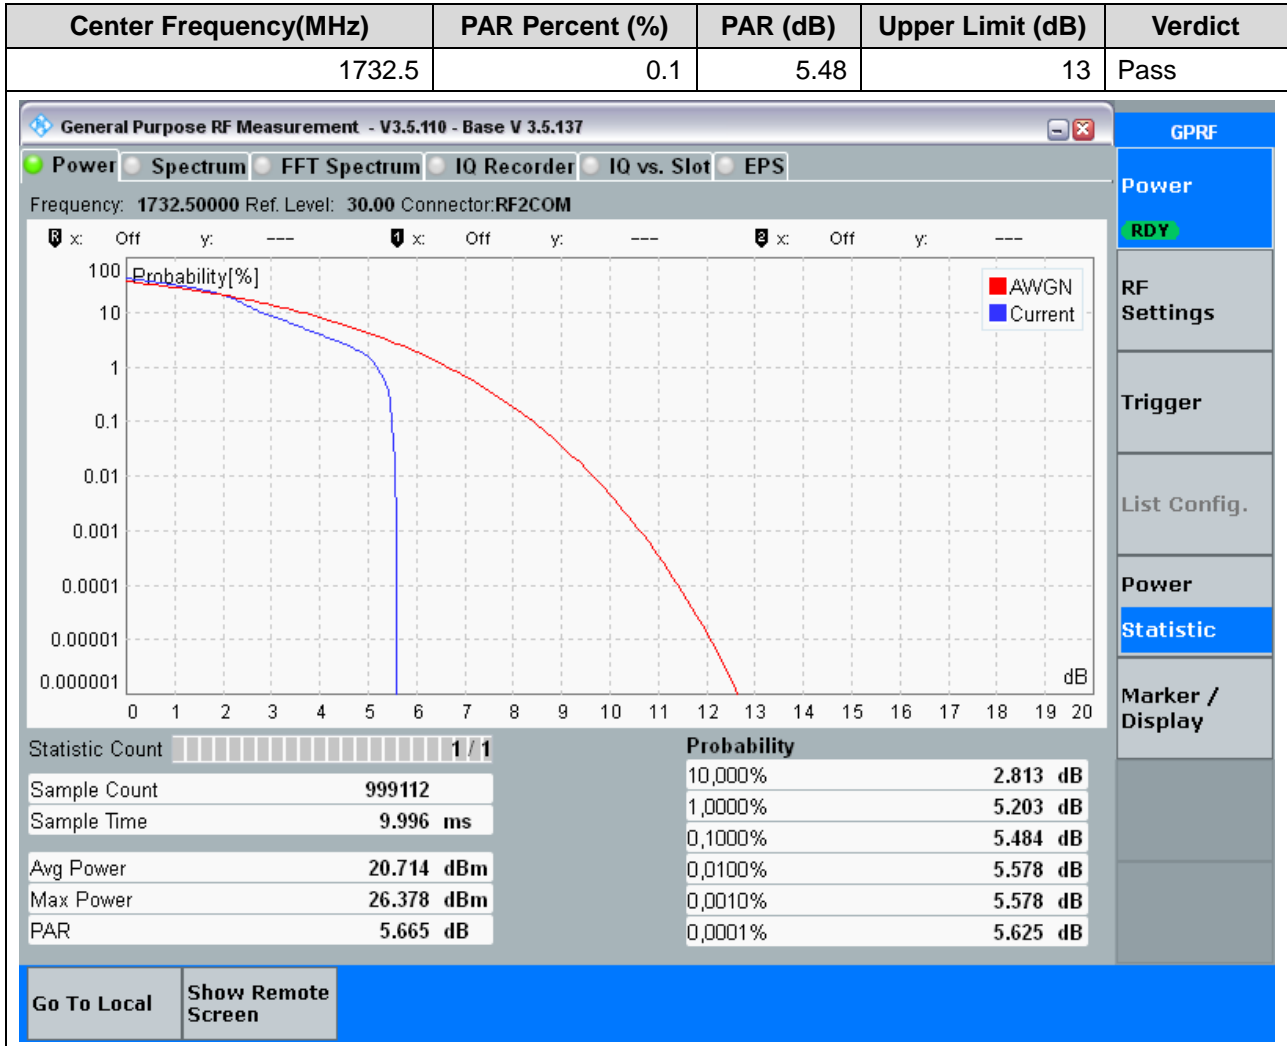 Center Frequency(MHz) PAR Percent (%) PAR (dB) Upper Limit (dB) Verdict
1732.5 0.1 5.48 13 Pass
General Purpose RF Measurement - V3.5.110 - Base V 3.5.137
GPRF
Power Spectrum FFT Spectrum IQ Recorder IQ vs. Slot EPS
Frequency: 1732.50000 Ref. Level: 30.00 Connector:RF2COM
Power
RDY
R x: Off y: --- 1 x: Off y: --- 2 x: Off y: ---
Probability[%]
AWGN
Current
100
10
1
0.1
0.01
0.001
0.0001
0.00001
0.000001
dB
0 1 2 3 4 5 6 7 8 9 10 11 12 13 14 15 16 17 18 19 20
RF
Settings
Trigger
List Config.
Power
Statistic
Marker /
Display
Statistic Count 1 / 1
Sample Count 999112
Sample Time 9.996 ms
Avg Power 20.714 dBm
Max Power 26.378 dBm
PAR 5.665 dB
Probability
10,000% 2.813 dB
1,0000% 5.203 dB
0,1000% 5.484 dB
0,0100% 5.578 dB
0,0010% 5.578 dB
0,0001% 5.625 dB
Go To Local
Show Remote
Screen